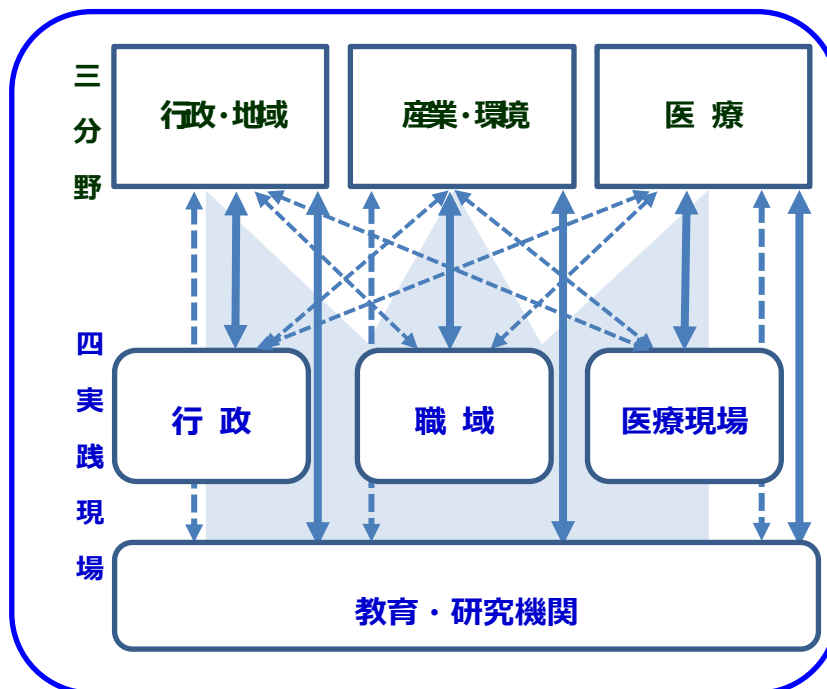 三分野
行政・地域
産業・環境
医 療
四実践現場
行 政
職 域
医療現場
教育・研究機関